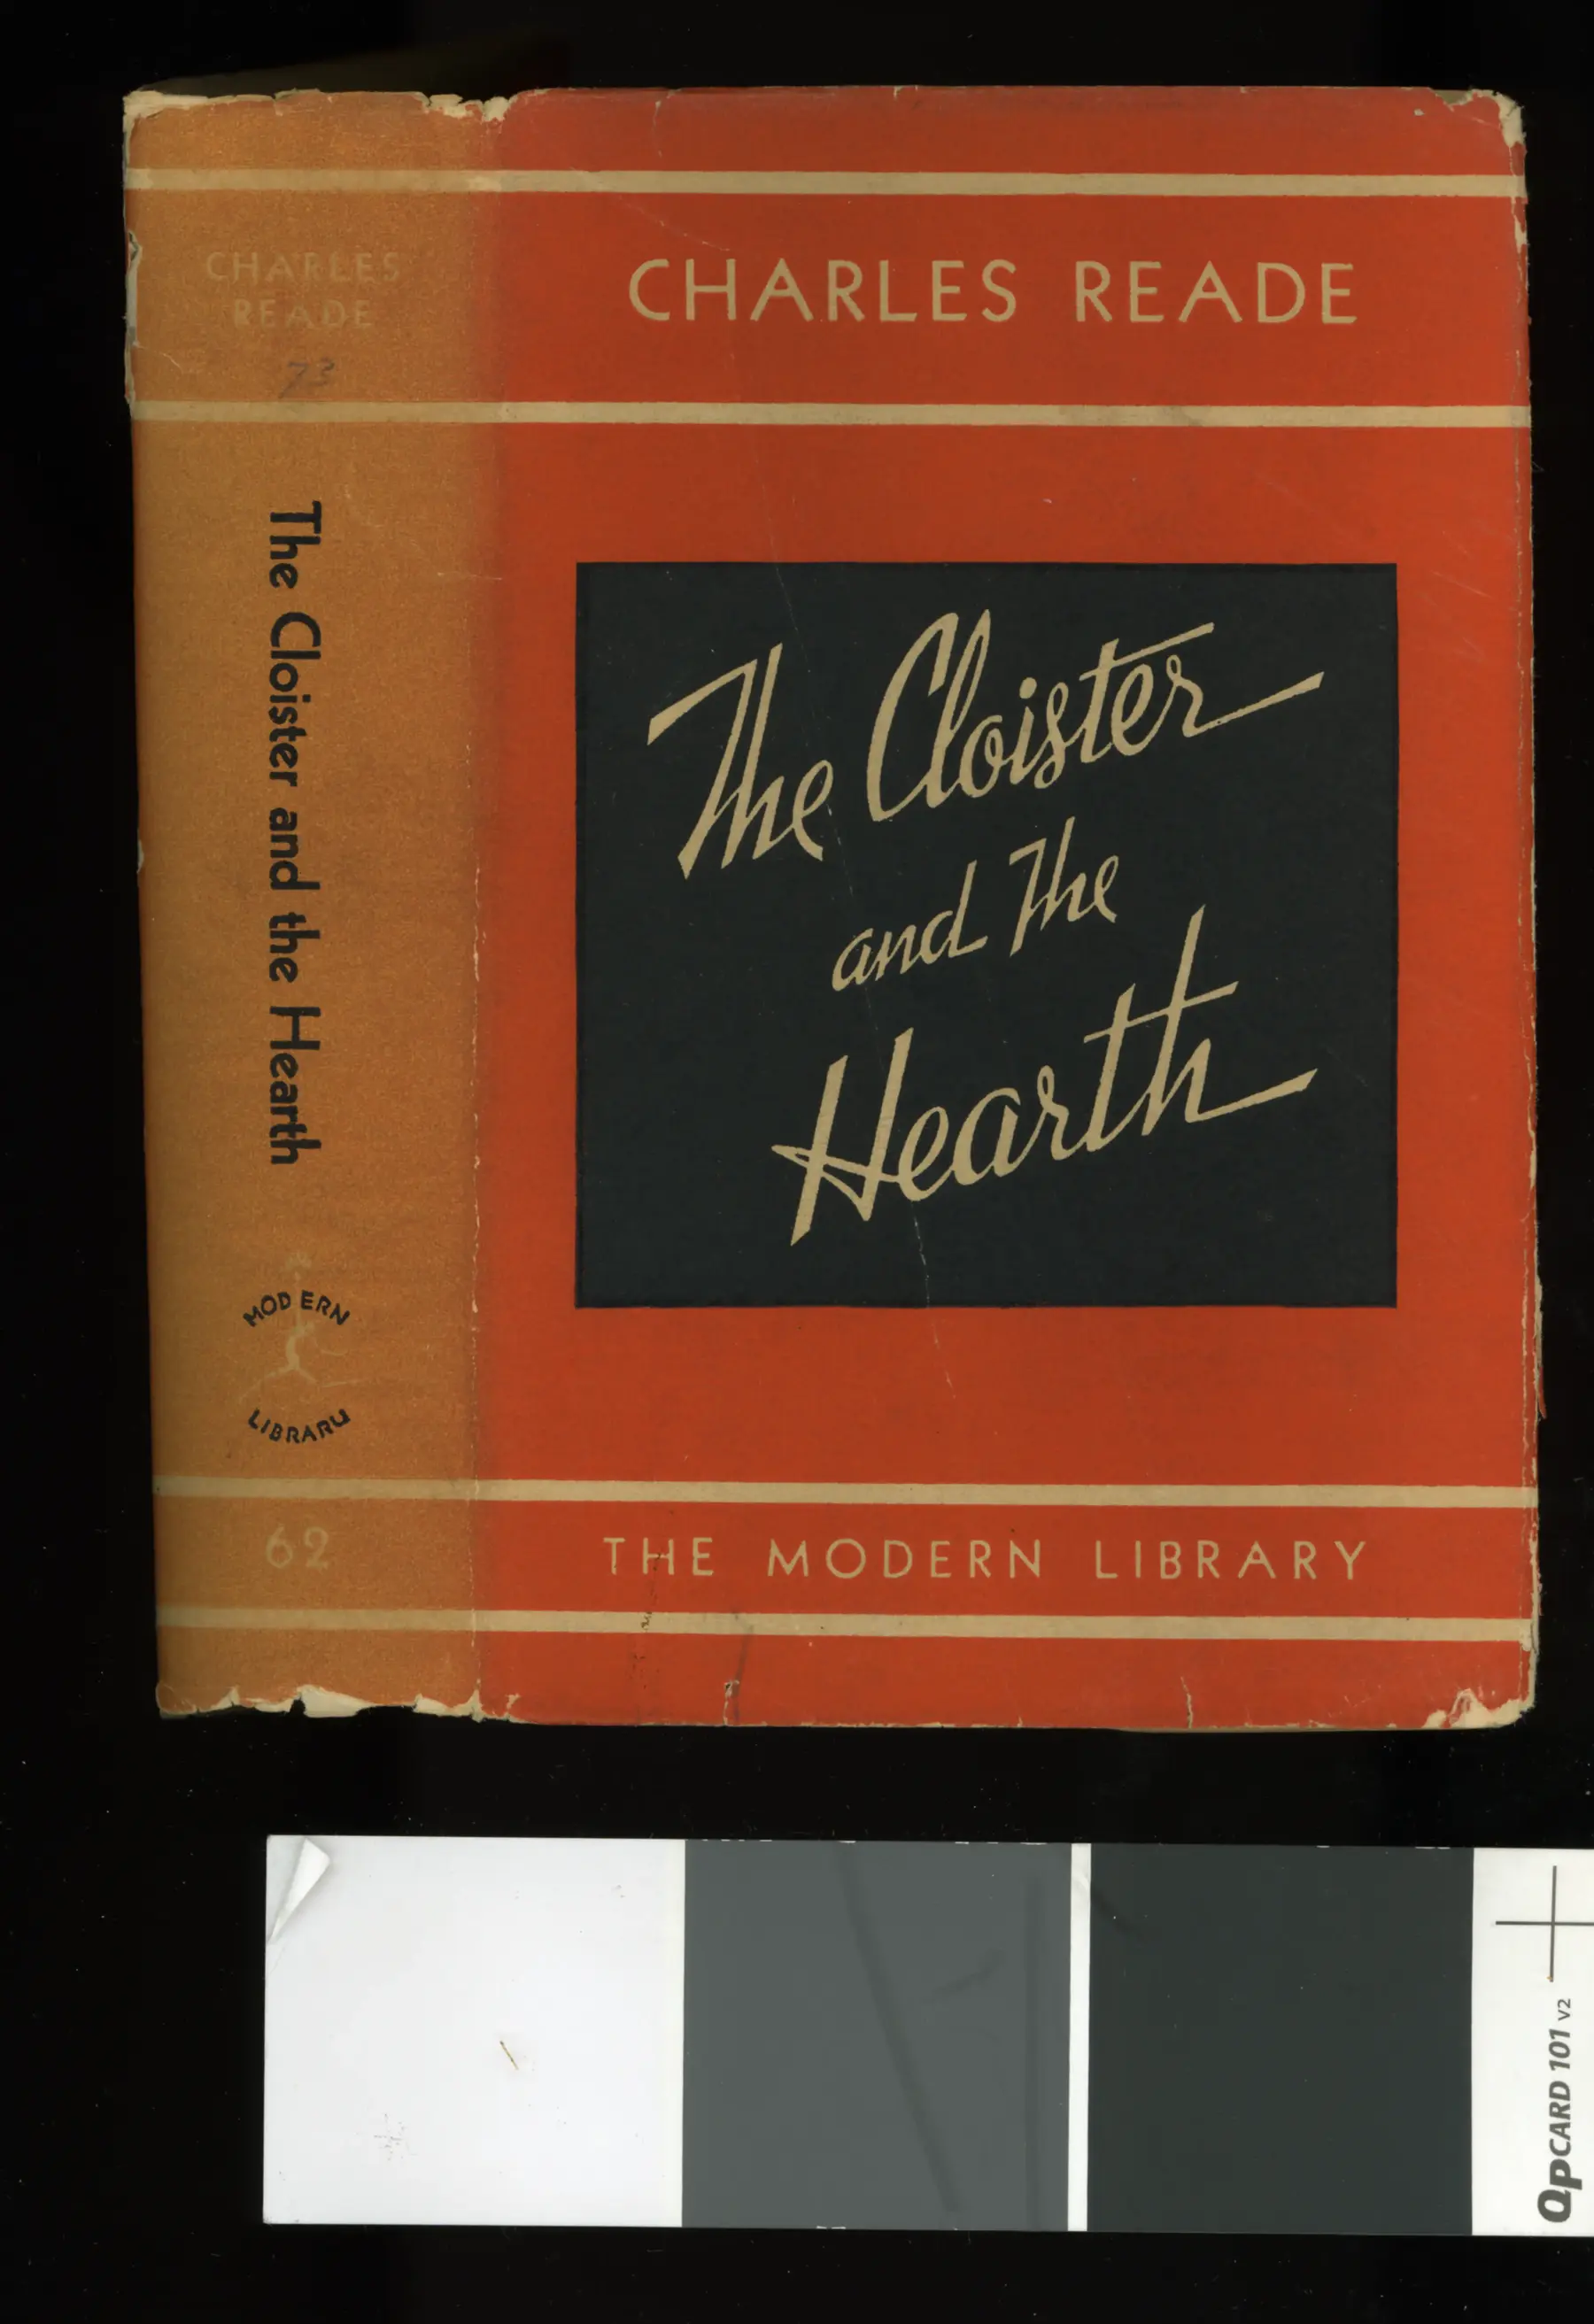 CHARLES
READE
73
The Cloister and the Hearth
MODERN
LIBRARY
62
CHARLES READE
The Cloister
and The
Hearth
THE MODERN LIBRARY
QPCARD 101 v2